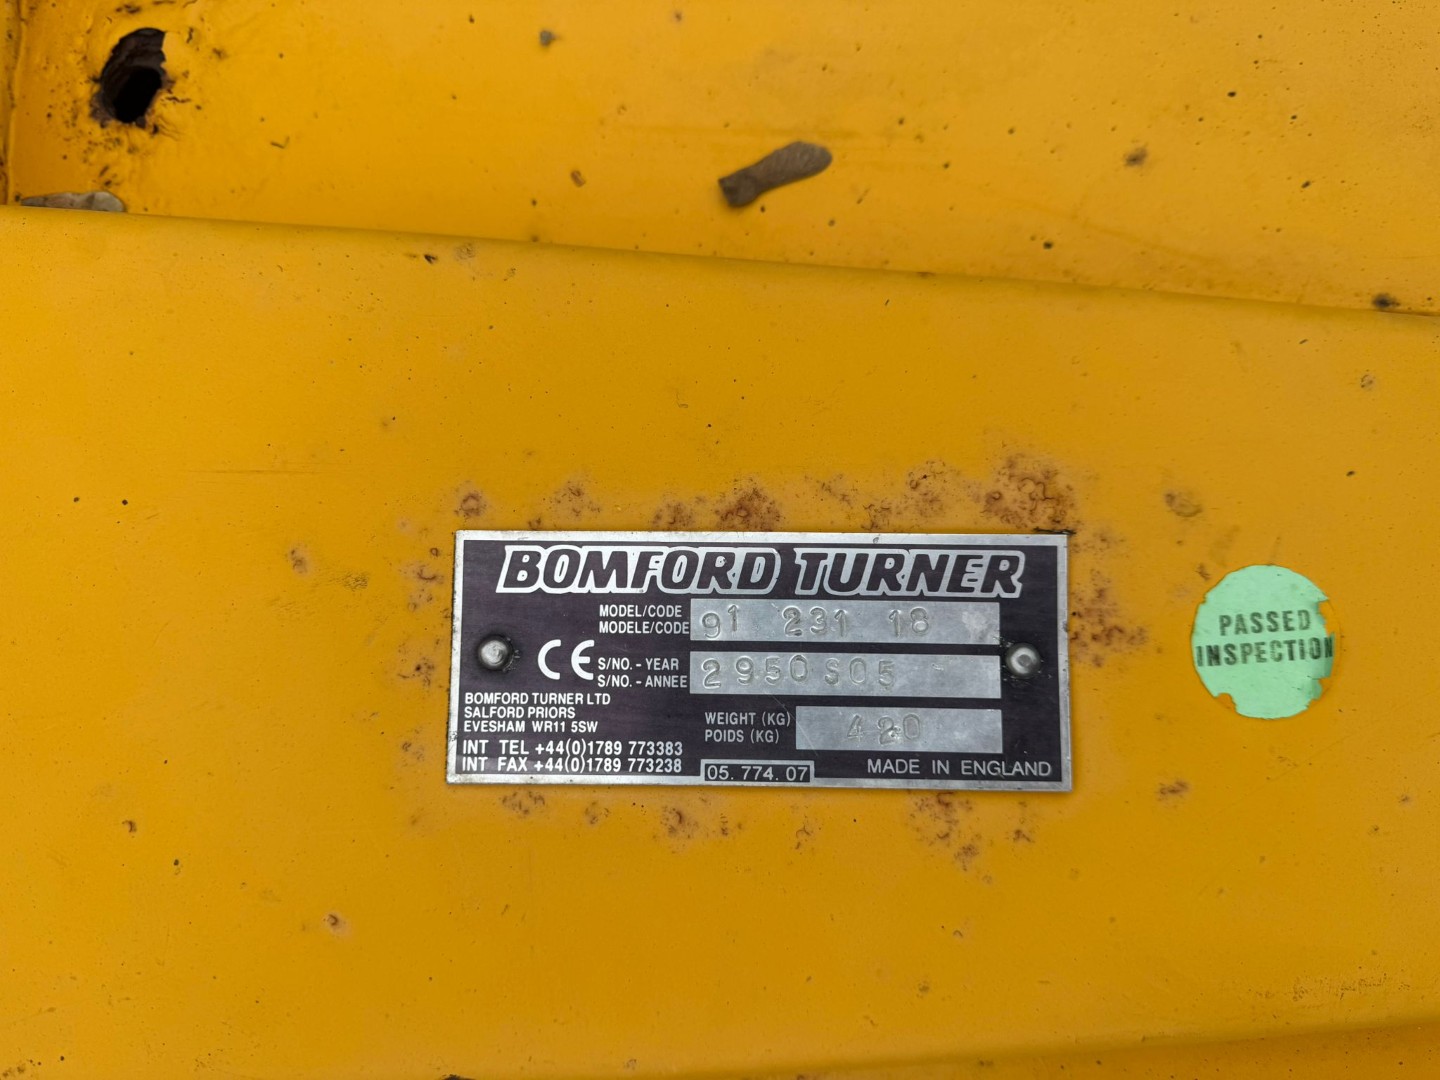 BOMFORD TURNER
MODEL/CODE
MODELE/CODE
91 231 18
CE
S/NO. - YEAR
S/NO. - ANNEE
2950S05
BOMFORD TURNER LTD
SALFORD PRIORS
EVESHAM WR11 5SW
WEIGHT (KG)
POIDS (KG)
420
INT TEL +44(0)1789 773383
INT FAX +44(0)1789 773238
05. 774. 07
MADE IN ENGLAND
PASSED
INSPECTION